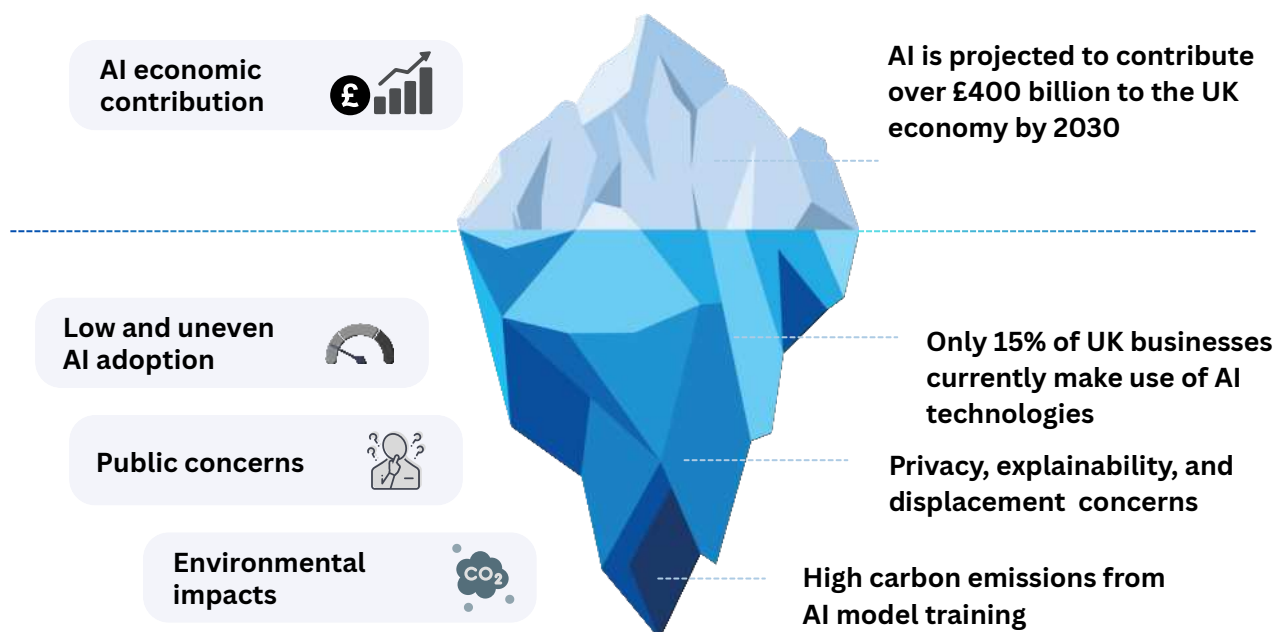 AI economic
contribution
£
AI is projected to contribute
over £400 billion to the UK
economy by 2030
Low and uneven
AI adoption
Only 15% of UK businesses
currently make use of AI
technologies
Public concerns
? ? ? ?
Privacy, explainability, and
displacement concerns
Environmental
impacts
CO₂
High carbon emissions from
AI model training